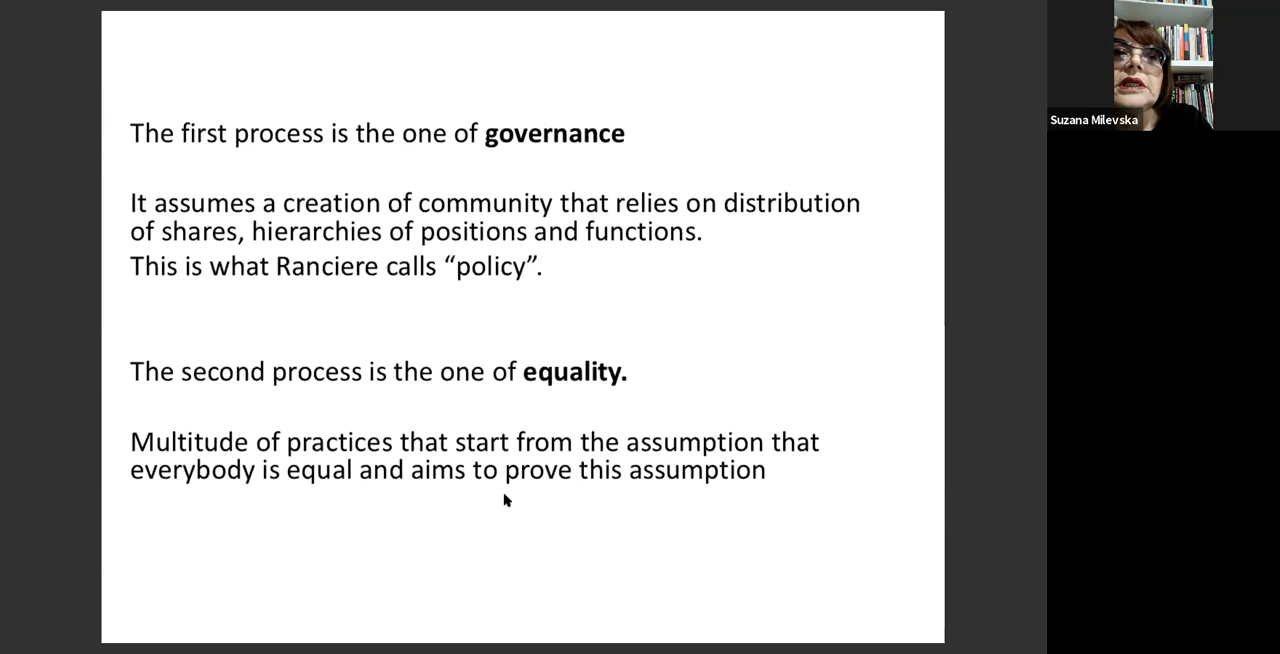 The first process is the one of governance
It assumes a creation of community that relies on distribution
of shares, hierarchies of positions and functions.
This is what Ranciere calls “policy”.
The second process is the one of equality.
Multitude of practices that start from the assumption that
everybody is equal and aims to prove this assumption
Suzana Milevska